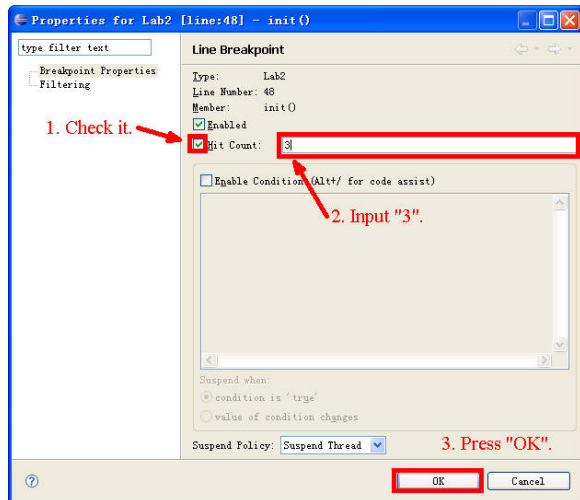 Properties for Lab2 [line:48] - init()
type filter text
Breakpoint Properties
Filtering
Line Breakpoint
Type: Lab2
Line Number: 48
Member: init()
Enabled
1. Check it.
Hit Count: 3
Enable Condition (Alt+/ for code assist)
2. Input "3".
Suspend when:
condition is 'true'
value of condition changes
Suspend Policy: Suspend Thread
3. Press "OK".
OK
Cancel